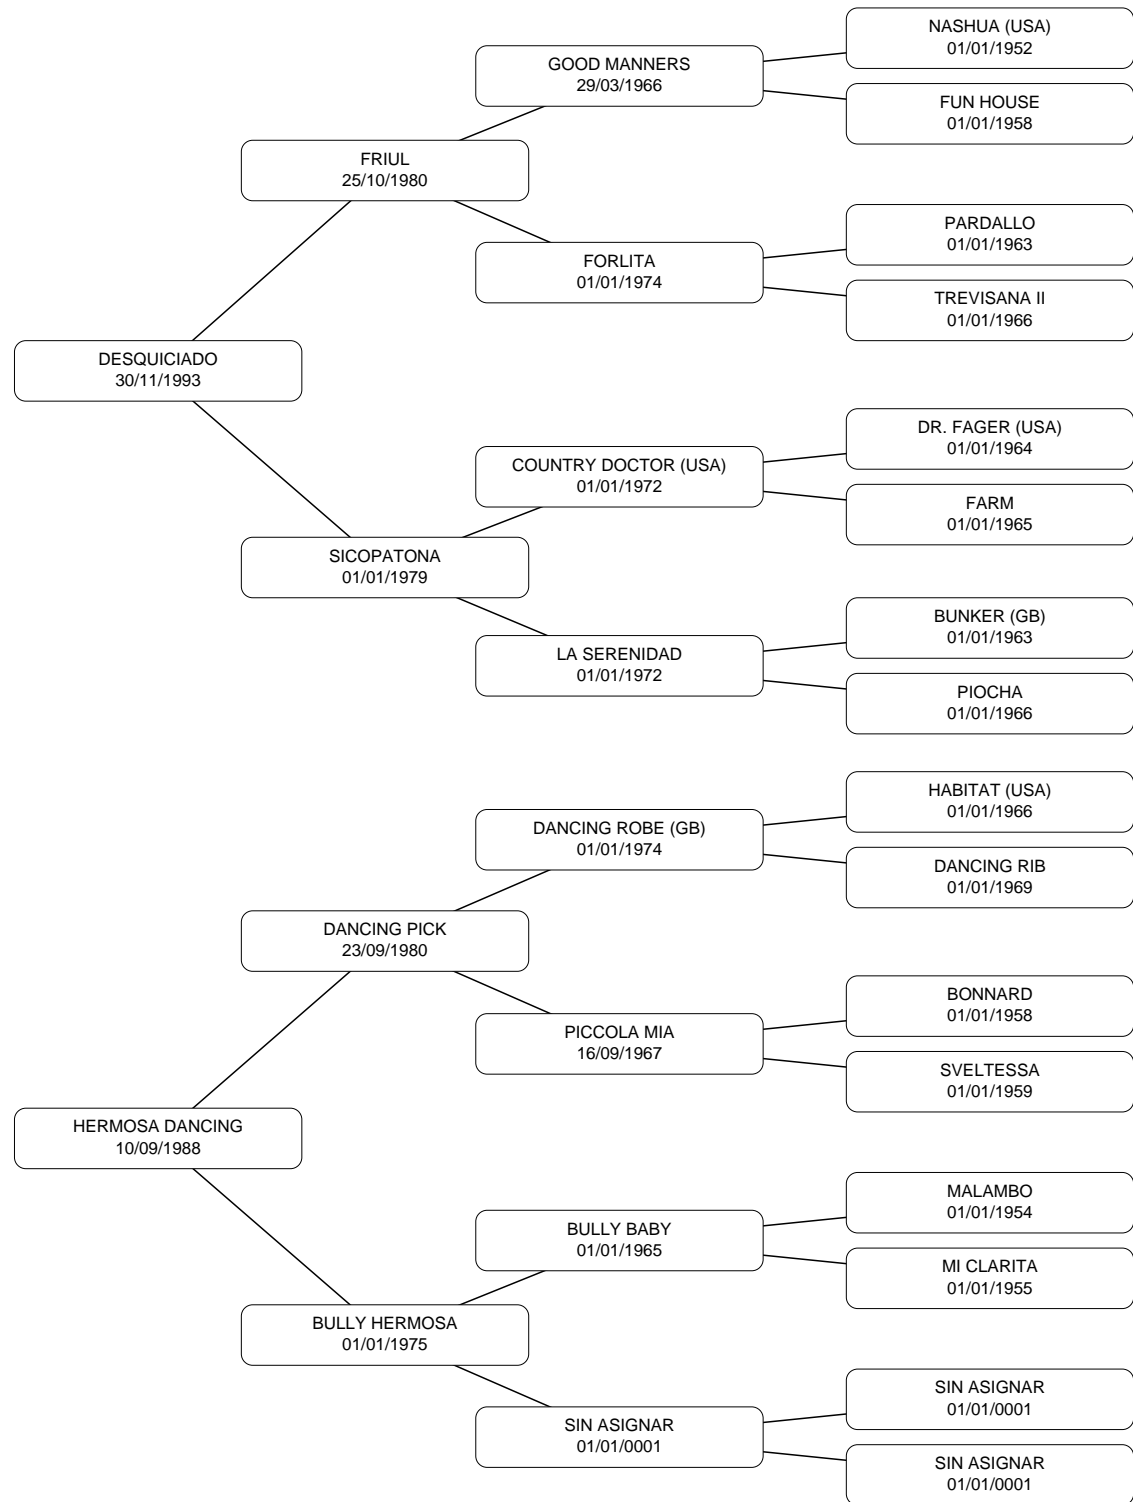 NASHUA (USA)
01/01/1952
GOOD MANNERS
29/03/1966
FUN HOUSE
01/01/1958
FRIUL
25/10/1980
PARDALLO
01/01/1963
FORLITA
01/01/1974
TREVISANA II
01/01/1966
DESQUICIADO
30/11/1993
DR. FAGER (USA)
01/01/1964
COUNTRY DOCTOR (USA)
01/01/1972
FARM
01/01/1965
SICOPATONA
01/01/1979
BUNKER (GB)
01/01/1963
LA SERENIDAD
01/01/1972
PIOCHA
01/01/1966
HABITAT (USA)
01/01/1966
DANCING ROBE (GB)
01/01/1974
DANCING RIB
01/01/1969
DANCING PICK
23/09/1980
BONNARD
01/01/1958
PICCOLA MIA
16/09/1967
SVELTESSA
01/01/1959
HERMOSA DANCING
10/09/1988
MALAMBO
01/01/1954
BULLY BABY
01/01/1965
MI CLARITA
01/01/1955
BULLY HERMOSA
01/01/1975
SIN ASIGNAR
01/01/0001
SIN ASIGNAR
01/01/0001
SIN ASIGNAR
01/01/0001